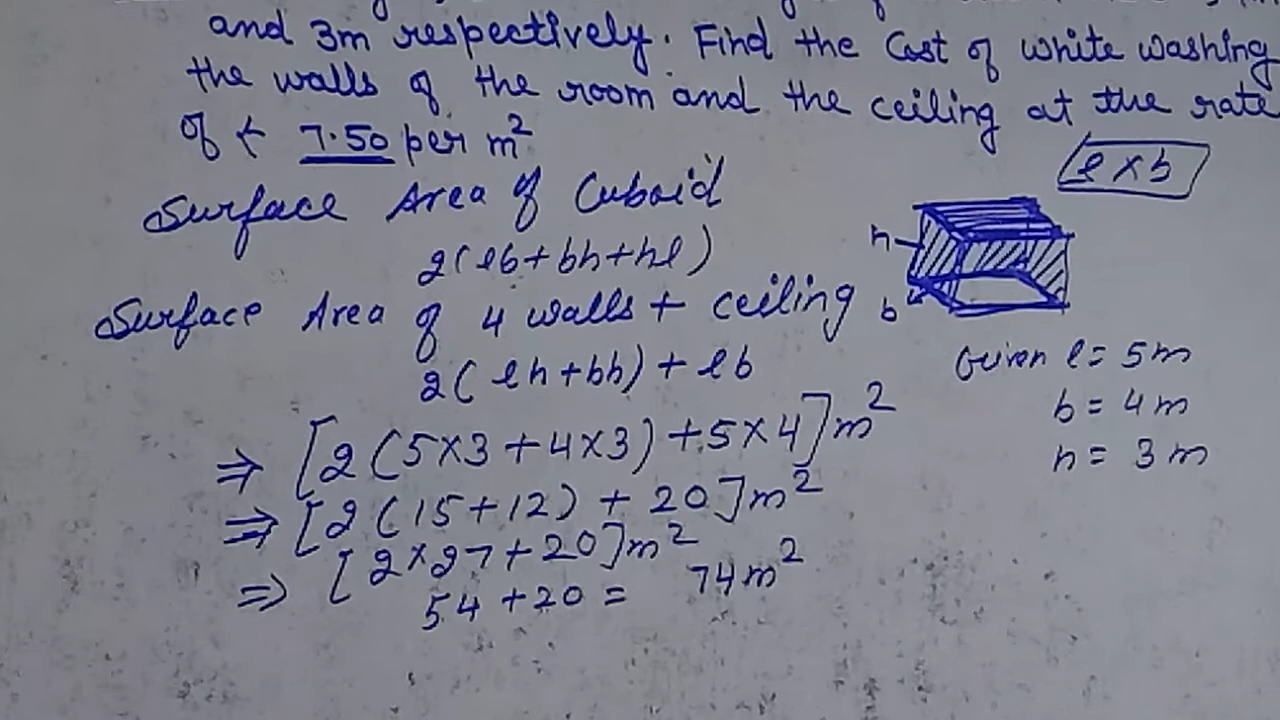 and 3m respectively. Find the Cost of white washing
the walls of the room and the ceiling at the rate
of ₹ 7.50 per m²
l x b
Surface Area of Cuboid
2(lb+bh+hl)
h
b
Surface Area of 4 walls + ceiling
2(lh+bh)+lb
Given l = 5m
b = 4m
h = 3m
⇒ [2(5×3+4×3)+5×4]m²
⇒ [2(15+12)+20]m²
⇒ [2×27+20]m²
54+20 = 74m²